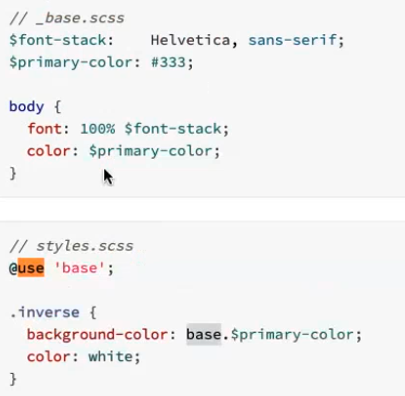 // _base.scss
$font-stack:    Helvetica, sans-serif;
$primary-color: #333;
body {
  font: 100% $font-stack;
  color: $primary-color;
}
// styles.scss
@use 'base';
.inverse {
  background-color: base.$primary-color;
  color: white;
}